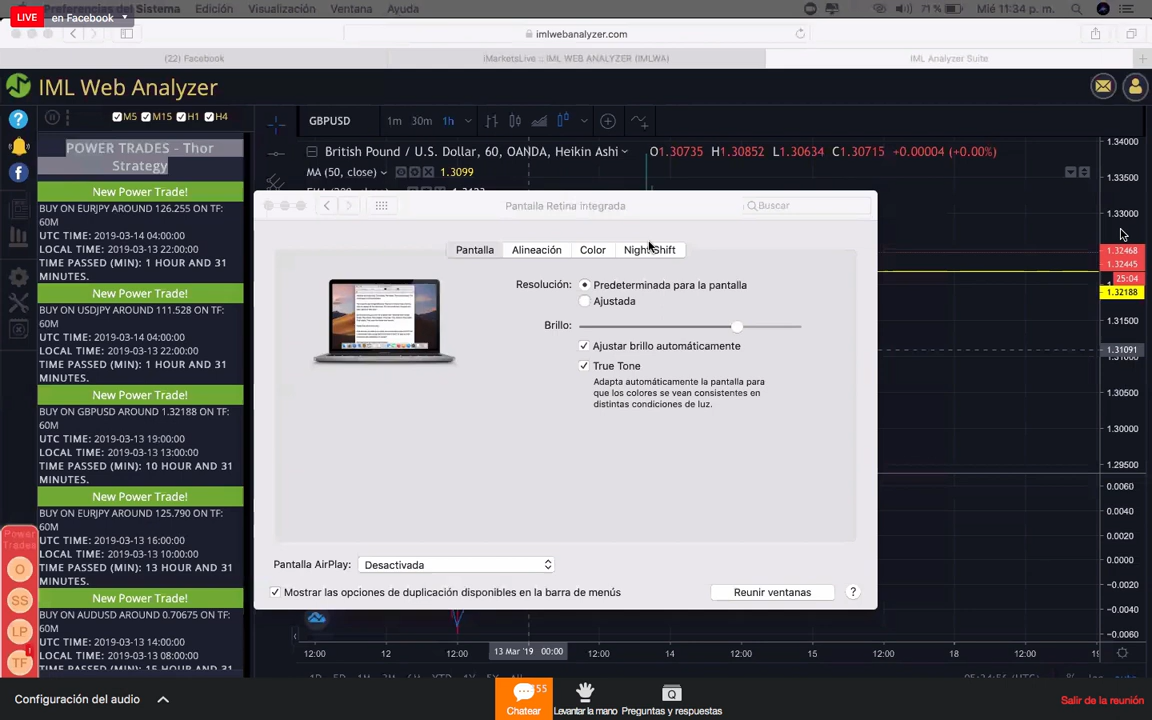 Preferencias del Sistema Edición Visualización Ventana Ayuda
71 % Mié 11:34 p. m.
LIVE en Facebook
imlwebanalyzer.com
(22) Facebook
iMarketsLive :: IML WEB ANALYZER (IMLWA)
IML Analyzer Suite
IML Web Analyzer
M5 M15 H1 H4
POWER TRADES - Thor
Strategy
New Power Trade!
BUY ON EURJPY AROUND 126.255 ON TF:
60M
UTC TIME: 2019-03-14 04:00:00
LOCAL TIME: 2019-03-13 22:00:00
TIME PASSED (MIN): 1 HOUR AND 31
MINUTES.
New Power Trade!
BUY ON USDJPY AROUND 111.528 ON TF:
60M
UTC TIME: 2019-03-14 04:00:00
LOCAL TIME: 2019-03-13 22:00:00
TIME PASSED (MIN): 1 HOUR AND 31
MINUTES.
New Power Trade!
BUY ON GBPUSD AROUND 1.32188 ON TF:
60M
UTC TIME: 2019-03-13 19:00:00
LOCAL TIME: 2019-03-13 13:00:00
TIME PASSED (MIN): 10 HOUR AND 31
MINUTES.
New Power Trade!
BUY ON EURJPY AROUND 125.790 ON TF:
60M
UTC TIME: 2019-03-13 16:00:00
LOCAL TIME: 2019-03-13 10:00:00
TIME PASSED (MIN): 13 HOUR AND 31
MINUTES.
New Power Trade!
BUY ON AUDUSD AROUND 0.70675 ON TF:
60M
UTC TIME: 2019-03-13 14:00:00
LOCAL TIME: 2019-03-13 08:00:00
TIME PASSED (MIN): 15 HOUR AND 31
Power
Trades
O
SS
LP
TF
GBPUSD 1m 30m 1h
British Pound / U.S. Dollar, 60, OANDA, Heikin Ashi
O1.30735 H1.30852 L1.30634 C1.30715 +0.00004 (+0.00%)
MA (50, close) 1.3099
Pantalla Retina integrada
Buscar
Pantalla Alineación Color Night Shift
Resolución: Predeterminada para la pantalla
Ajustada
Brillo:
Ajustar brillo automáticamente
True Tone
Adapta automáticamente la pantalla para
que los colores se vean consistentes en
distintas condiciones de luz.
Pantalla AirPlay: Desactivada
Mostrar las opciones de duplicación disponibles en la barra de menús
Reunir ventanas
?
1.34000
1.33500
1.33000
1.32468
1.32445
25:04
1.32188
1.31500
1.31091
1.30500
1.30000
1.29500
0.0060
0.0040
0.0020
0.0000
−0.0020
−0.0040
−0.0060
12:00 12 12:00 13 Mar '19 00:00 12:00 14 12:00 15 12:00 18 12:00 19
Configuración del audio
55
Chatear
Levantar la mano
Preguntas y respuestas
Salir de la reunión